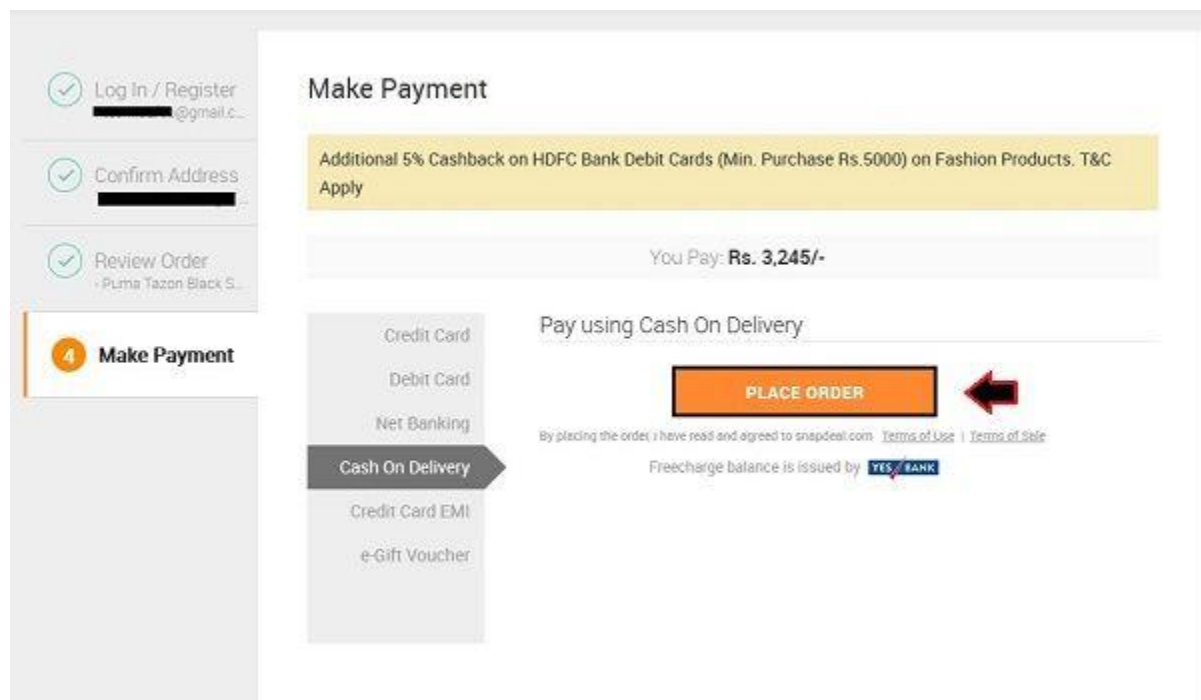 Log In / Register
@gmail.c...
Confirm Address
...
Review Order
- Puma Tazon Black S...
4 Make Payment
Make Payment
Additional 5% Cashback on HDFC Bank Debit Cards (Min. Purchase Rs.5000) on Fashion Products. T&C
Apply
You Pay: Rs. 3,245/-
Credit Card
Debit Card
Net Banking
Cash On Delivery
Credit Card EMI
e-Gift Voucher
Pay using Cash On Delivery
PLACE ORDER
By placing the order, i have read and agreed to snapdeal.com Terms of Use | Terms of Sale
Freecharge balance is issued by YES BANK